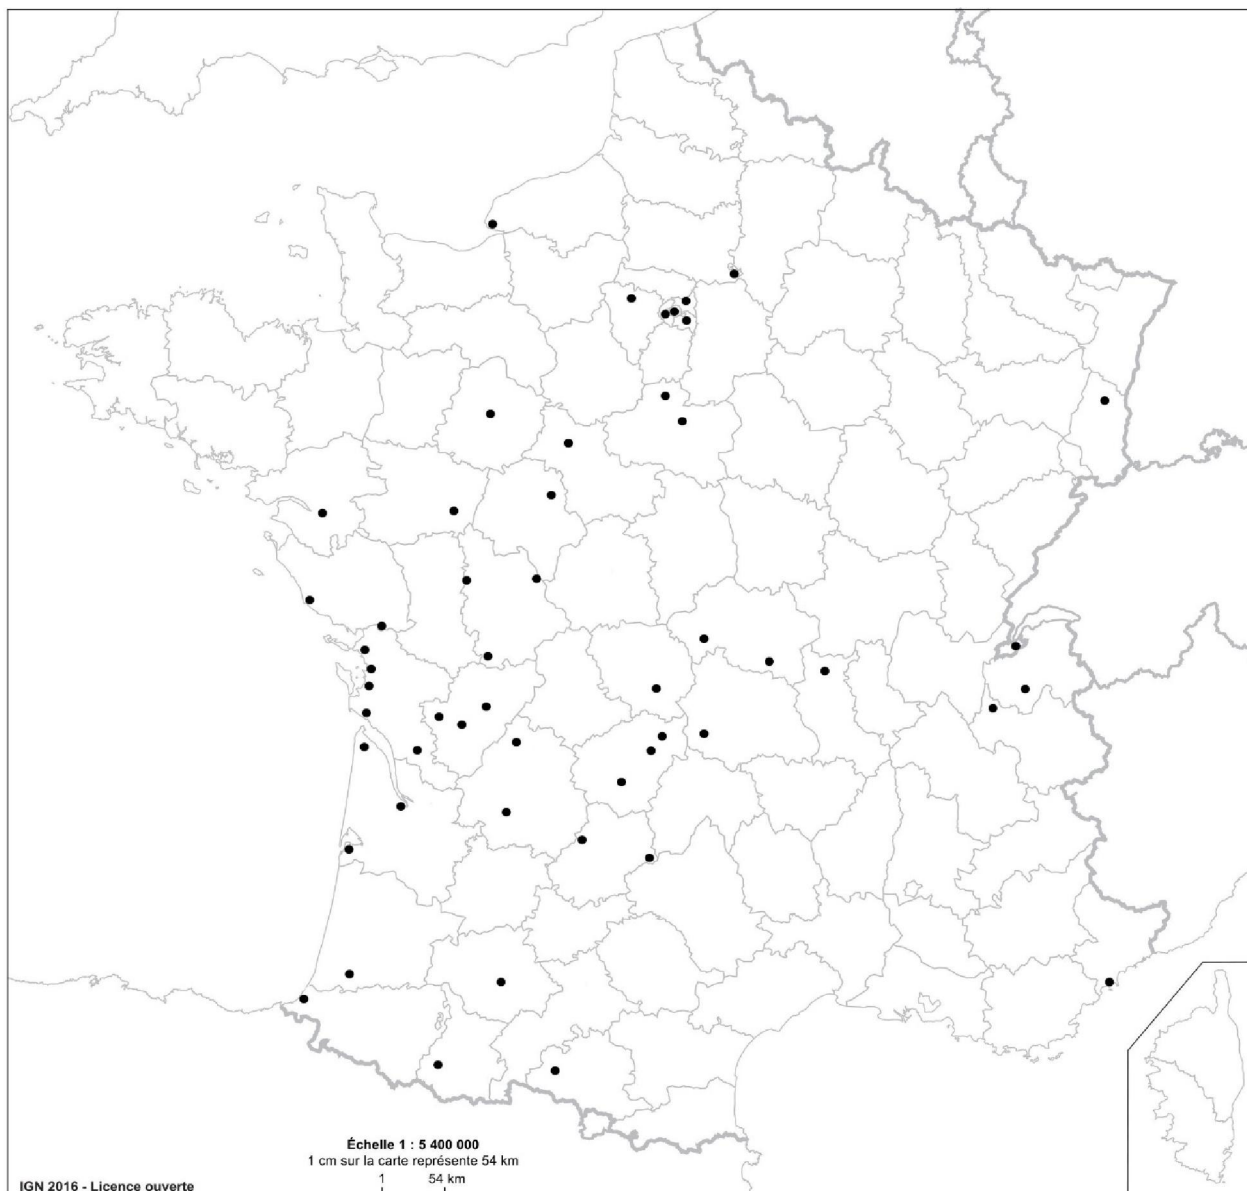 Échelle 1 : 5 400 000
1 cm sur la carte représente 54 km
1 54 km
IGN 2016 - Licence ouverte